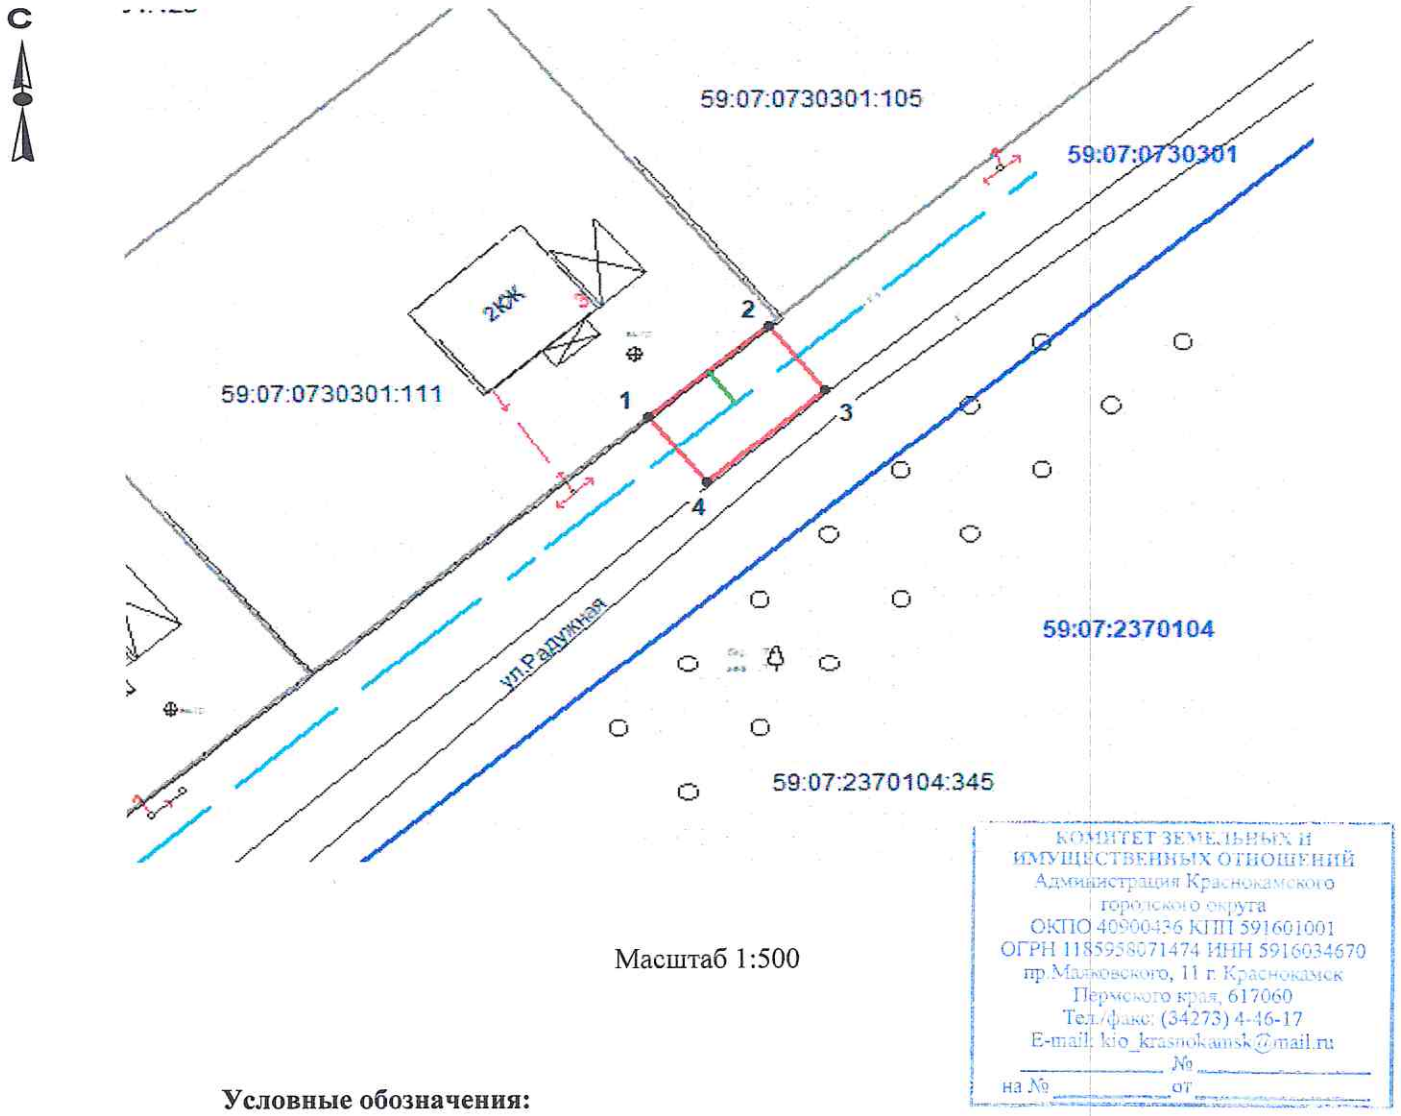 С
59:07:0730301:105
59:07:0730301
2КЖ
3
2
59:07:0730301:111
1
3
4
ул.Радужная
59:07:2370104
59:07:2370104:345
КОМИТЕТ ЗЕМЕЛЬНЫХ И
ИМУЩЕСТВЕННЫХ ОТНОШЕНИЙ
Администрация Краснокамского
городского округа
ОКПО 40900436 КПП 591601001
ОГРН 1185958071474 ИНН 5916034670
пр.Маяковского, 11 г. Краснокамск
Пермского края, 617060
Тел./факс: (34273) 4-46-17
E-mail: kio_krasnokamsk@mail.ru
№
на № от
Масштаб 1:500
Условные обозначения: